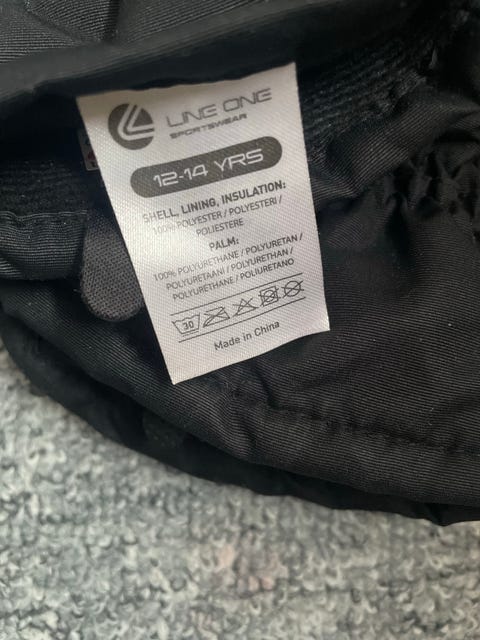 LINE ONE
SPORTSWEAR
12-14 YRS
SHELL, LINING, INSULATION:
100% POLYESTER / POLYESTERI /
POLIESTERE
PALM:
100% POLYURETHANE / POLYURETAN /
POLYURETAANI / POLYURETHAN /
POLYURETHANE / POLIURETANO
30
Made in China